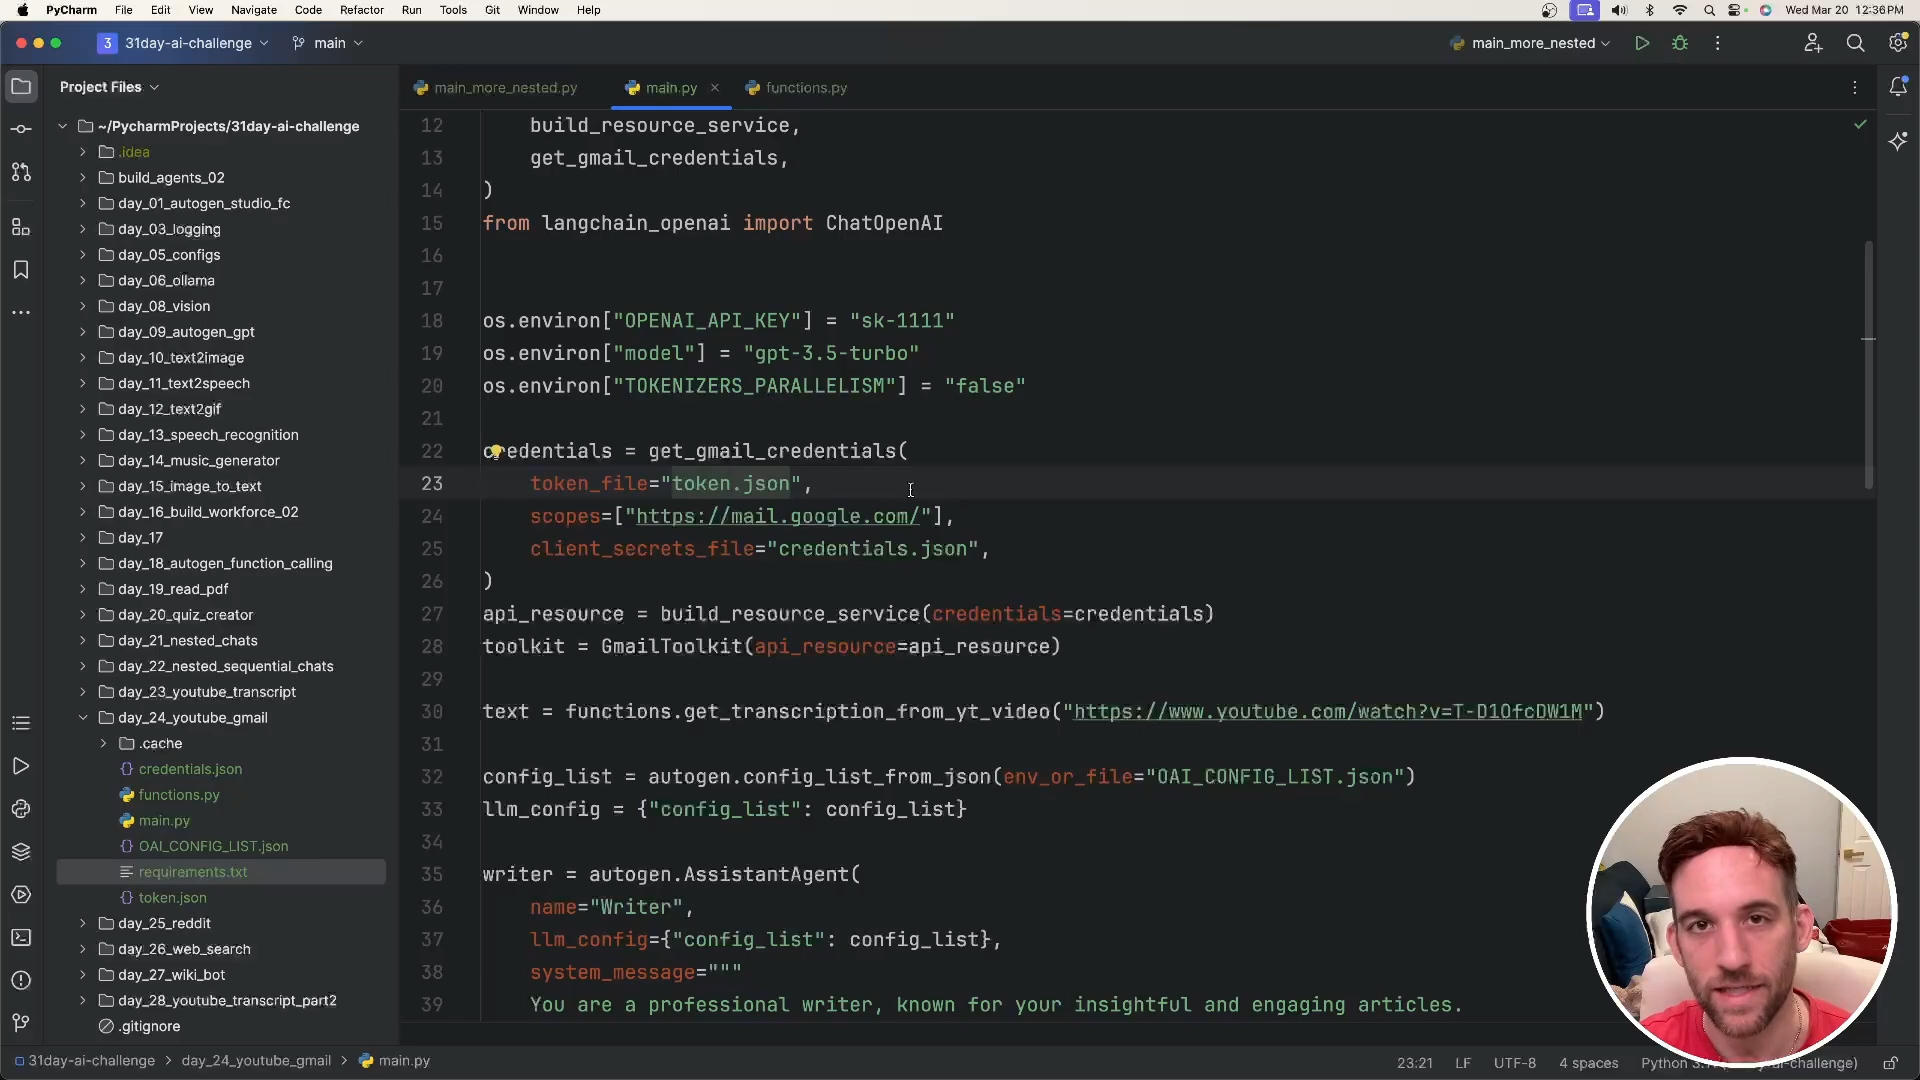 PyCharm File Edit View Navigate Code Refactor Run Tools Git Window Help Wed Mar 20 12:36 PM
3 31day-ai-challenge main main_more_nested
Project Files
main_more_nested.py main.py functions.py
~/PycharmProjects/31day-ai-challenge
.idea
build_agents_02
day_01_autogen_studio_fc
day_03_logging
day_05_configs
day_06_ollama
day_08_vision
day_09_autogen_gpt
day_10_text2image
day_11_text2speech
day_12_text2gif
day_13_speech_recognition
day_14_music_generator
day_15_image_to_text
day_16_build_workforce_02
day_17
day_18_autogen_function_calling
day_19_read_pdf
day_20_quiz_creator
day_21_nested_chats
day_22_nested_sequential_chats
day_23_youtube_transcript
day_24_youtube_gmail
.cache
credentials.json
functions.py
main.py
OAI_CONFIG_LIST.json
requirements.txt
token.json
day_25_reddit
day_26_web_search
day_27_wiki_bot
day_28_youtube_transcript_part2
.gitignore
12 build_resource_service,
13 get_gmail_credentials,
14 )
15 from langchain_openai import ChatOpenAI
16
17
18 os.environ["OPENAI_API_KEY"] = "sk-1111"
19 os.environ["model"] = "gpt-3.5-turbo"
20 os.environ["TOKENIZERS_PARALLELISM"] = "false"
21
22 credentials = get_gmail_credentials(
23 token_file="token.json",
24 scopes=["https://mail.google.com/"],
25 client_secrets_file="credentials.json",
26 )
27 api_resource = build_resource_service(credentials=credentials)
28 toolkit = GmailToolkit(api_resource=api_resource)
29
30 text = functions.get_transcription_from_yt_video("https://www.youtube.com/watch?v=T-D1OfcDW1M")
31
32 config_list = autogen.config_list_from_json(env_or_file="OAI_CONFIG_LIST.json")
33 llm_config = {"config_list": config_list}
34
35 writer = autogen.AssistantAgent(
36 name="Writer",
37 llm_config={"config_list": config_list},
38 system_message="""
39 You are a professional writer, known for your insightful and engaging articles.
31day-ai-challenge > day_24_youtube_gmail > main.py 23:21 LF UTF-8 4 spaces Python ai-challenge)